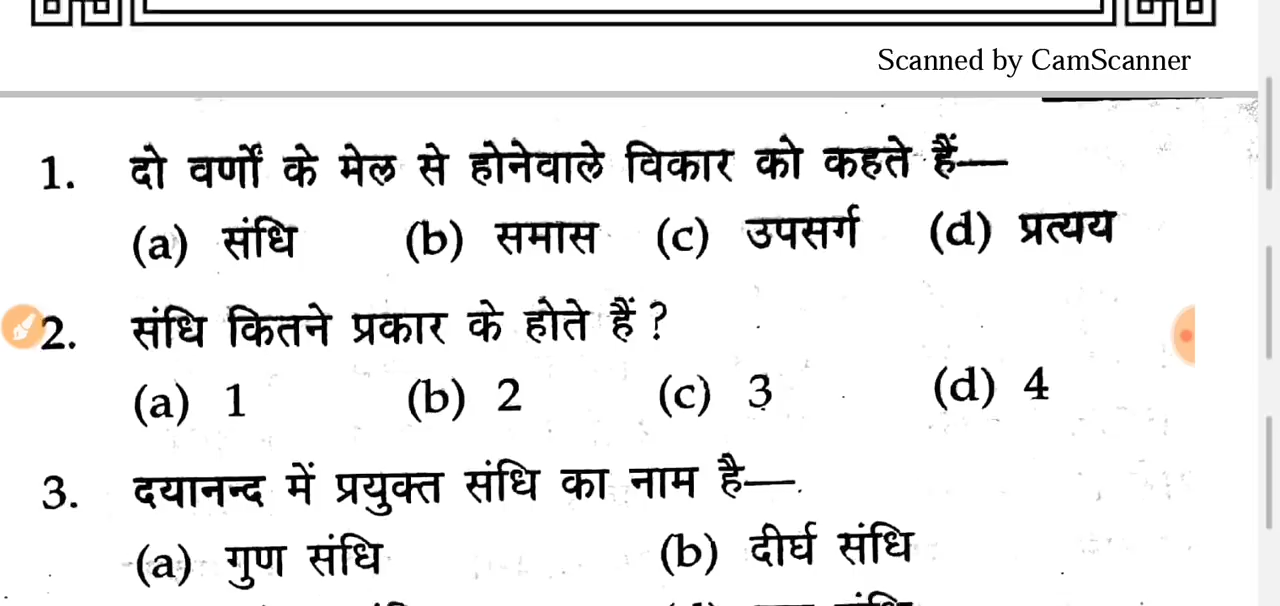 Scanned by CamScanner
1. दो वर्णों के मेल से होनेवाले विकार को कहते हैं—
(a) संधि (b) समास (c) उपसर्ग (d) प्रत्यय
2. संधि कितने प्रकार के होते हैं ?
(a) 1 (b) 2 (c) 3 (d) 4
3. दयानन्द में प्रयुक्त संधि का नाम है—
(a) गुण संधि (b) दीर्घ संधि